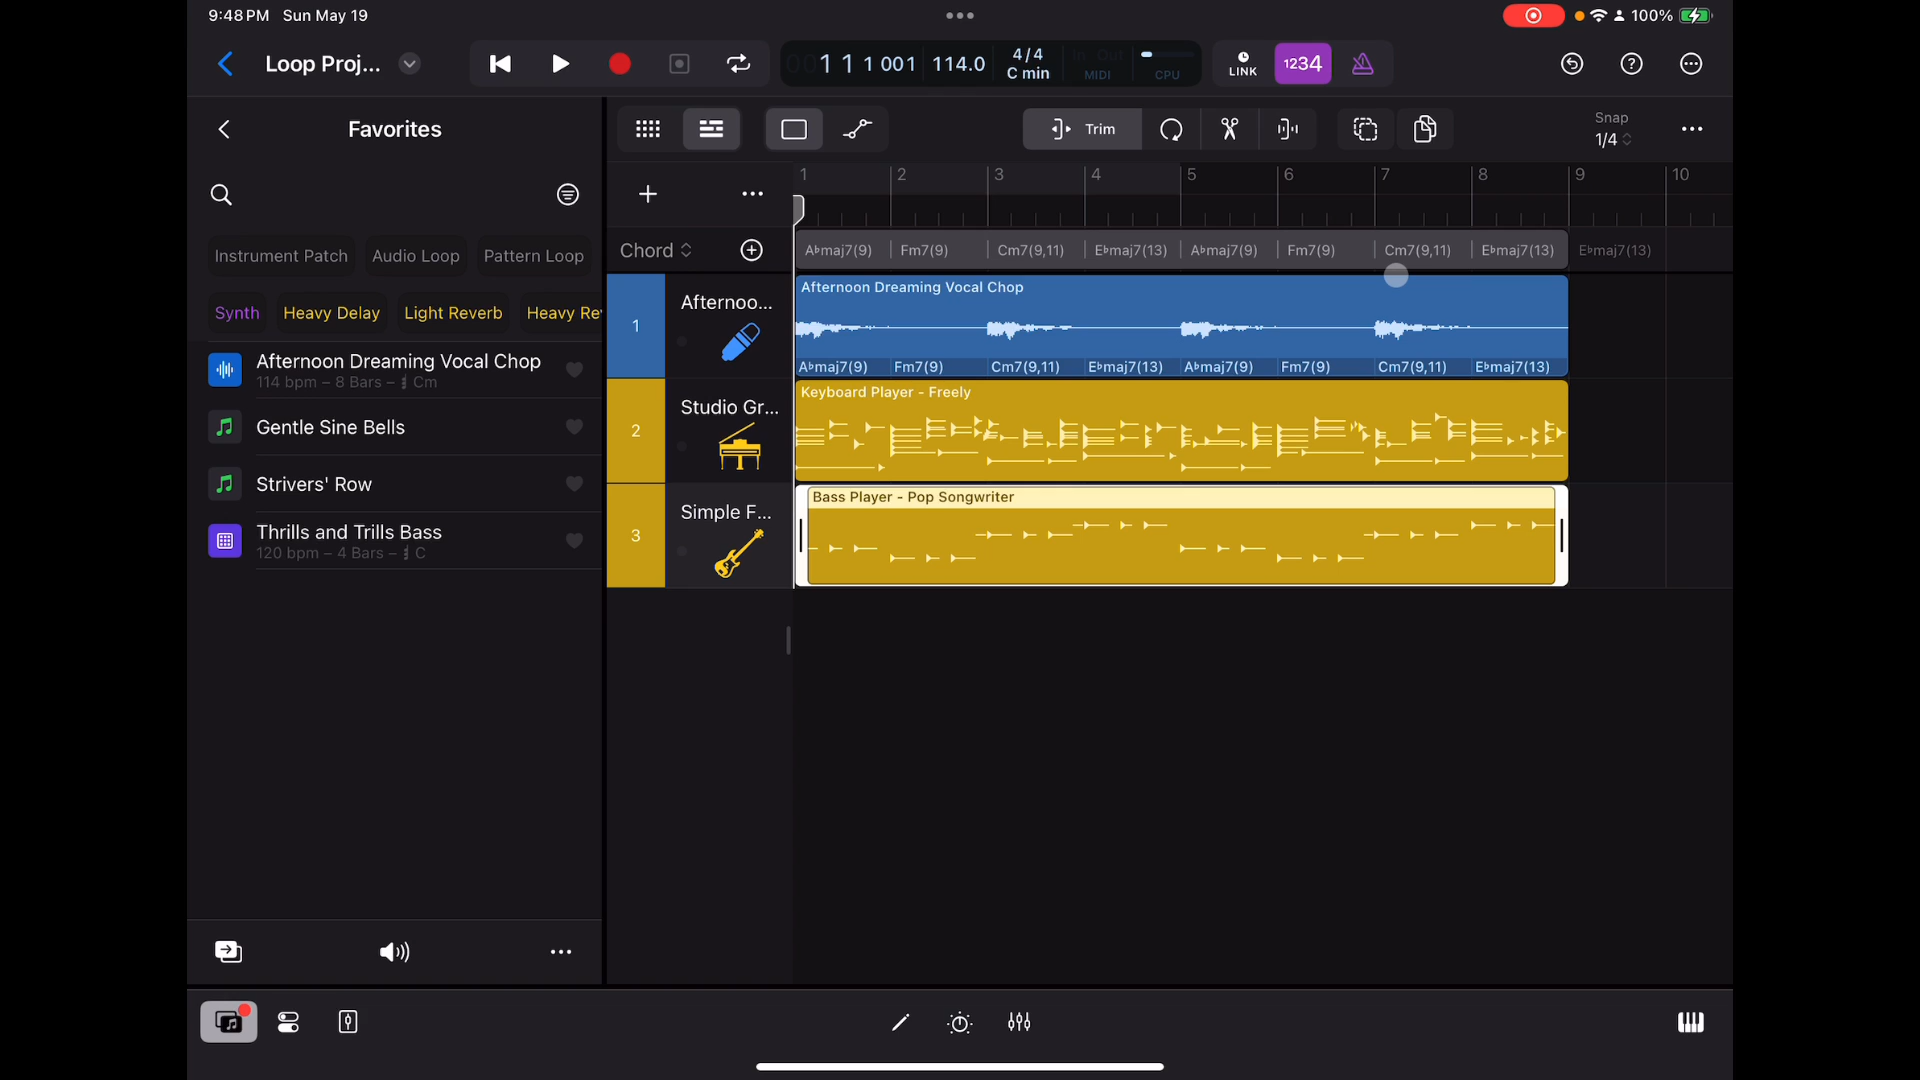 9:48 PM Sun May 19
100%
Loop Proj...
1 1 1 001
114.0
4/4
C min
In Out
MIDI
CPU
LINK
1234
Favorites
Trim
Snap
1/4
1 2 3 4 5 6 7 8 9 10
Instrument Patch Audio Loop Pattern Loop
Chord
A♭maj7(9) Fm7(9) Cm7(9,11) E♭maj7(13) A♭maj7(9) Fm7(9) Cm7(9,11) E♭maj7(13) E♭maj7(13)
Synth Heavy Delay Light Reverb Heavy Re
1
Afternoo...
Afternoon Dreaming Vocal Chop
A♭maj7(9) Fm7(9) Cm7(9,11) E♭maj7(13) A♭maj7(9) Fm7(9) Cm7(9,11) E♭maj7(13)
Afternoon Dreaming Vocal Chop
114 bpm – 8 Bars – Cm
2
Studio Gr...
Keyboard Player - Freely
Gentle Sine Bells
Strivers' Row
3
Simple F...
Bass Player - Pop Songwriter
Thrills and Trills Bass
120 bpm – 4 Bars – C